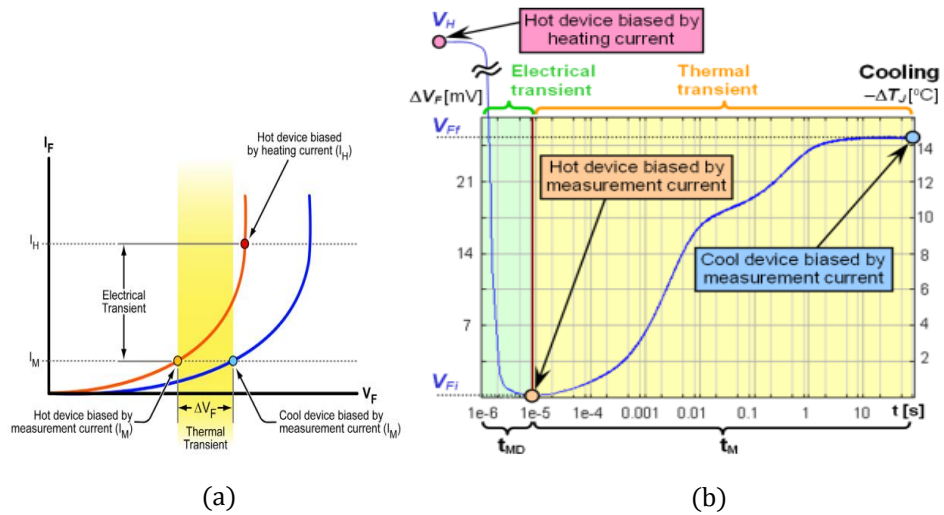 I_F
Hot device biased
by heating current (I_H)
I_H
Electrical
Transient
I_M
V_F
Hot device biased by
measurement current (I_M)
ΔV_F
Thermal
Transient
Cool device biased by
measurement current (I_M)
(a)
V_H
Hot device biased by
heating current
Electrical
transient
Thermal
transient
Cooling
ΔV_F [mV]
−ΔT_J [°C]
V_Ff
21
14
7
V_Fi
14
12
10
8
6
4
2
Hot device biased by
measurement current
Cool device biased by
measurement current
1e-6
1e-5
1e-4
0.001
0.01
0.1
1
10
t [s]
t_MD
t_M
(b)